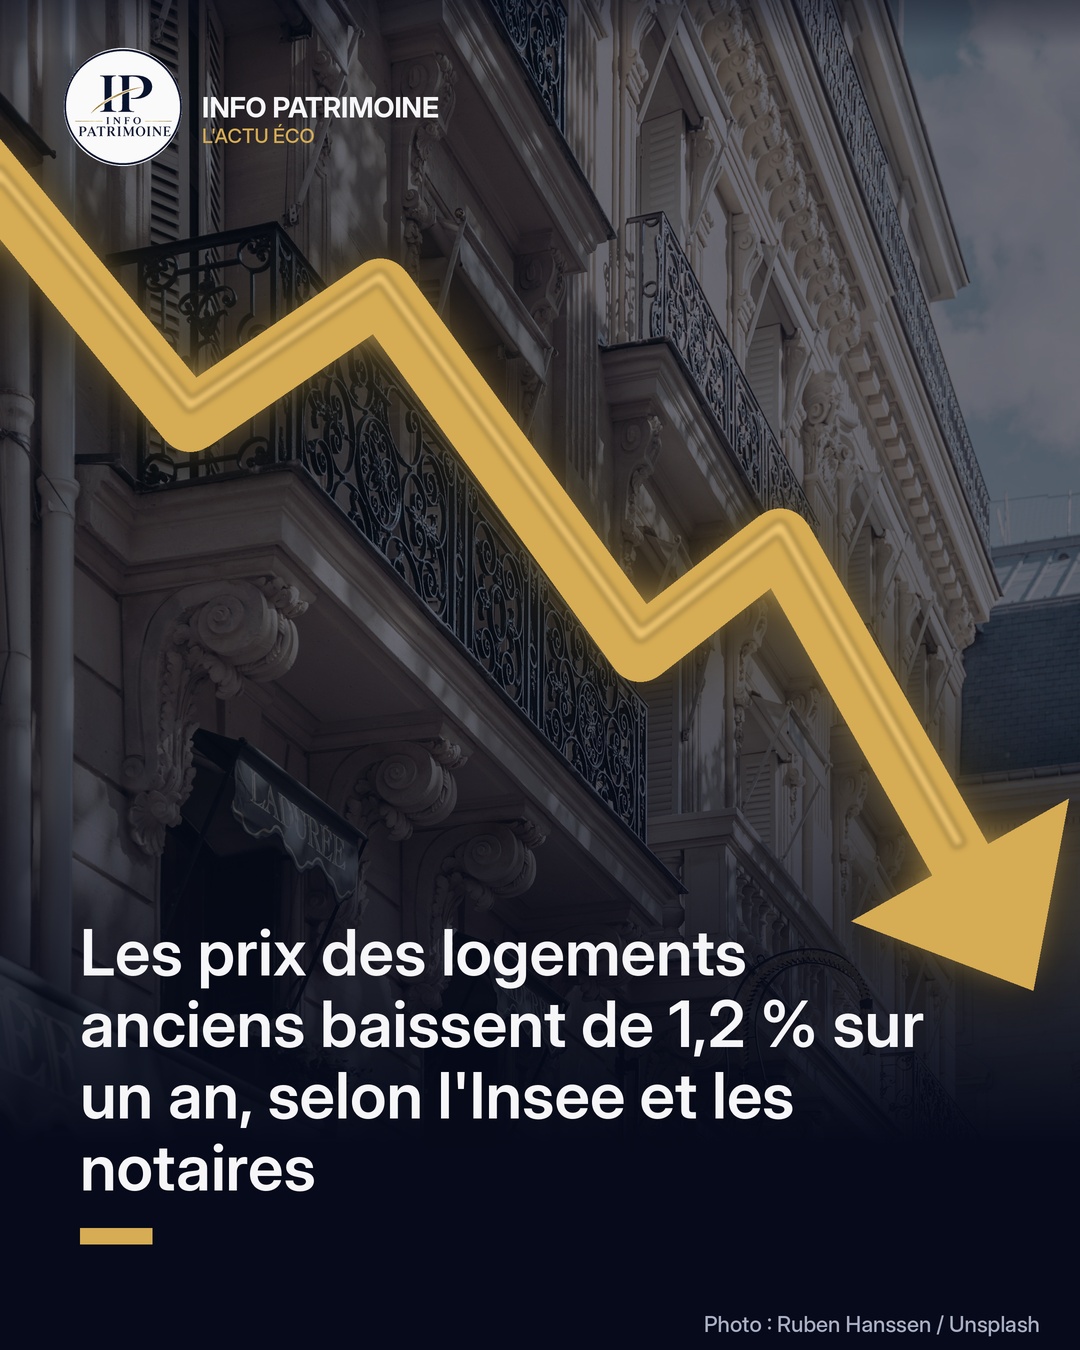 IP
INFO
PATRIMOINE
INFO PATRIMOINE
L'ACTU ÉCO
LADURÉE
Les prix des logements
anciens baissent de 1,2 % sur
un an, selon l'Insee et les
notaires
Photo : Ruben Hanssen / Unsplash